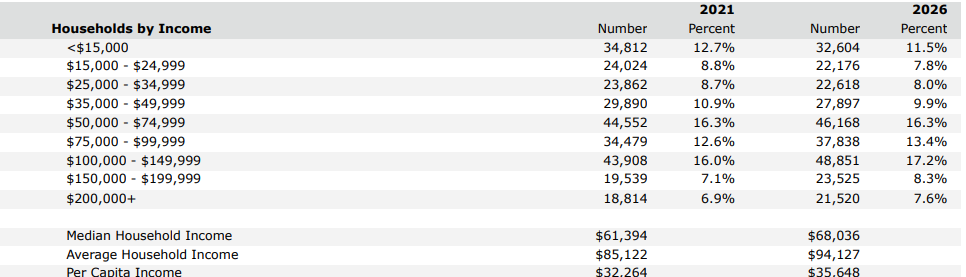 2021 2026
Households by Income Number Percent Number Percent
<$15,000 34,812 12.7% 32,604 11.5%
$15,000 - $24,999 24,024 8.8% 22,176 7.8%
$25,000 - $34,999 23,862 8.7% 22,618 8.0%
$35,000 - $49,999 29,890 10.9% 27,897 9.9%
$50,000 - $74,999 44,552 16.3% 46,168 16.3%
$75,000 - $99,999 34,479 12.6% 37,838 13.4%
$100,000 - $149,999 43,908 16.0% 48,851 17.2%
$150,000 - $199,999 19,539 7.1% 23,525 8.3%
$200,000+ 18,814 6.9% 21,520 7.6%
Median Household Income $61,394 $68,036
Average Household Income $85,122 $94,127
Per Capita Income $32,264 $35,648